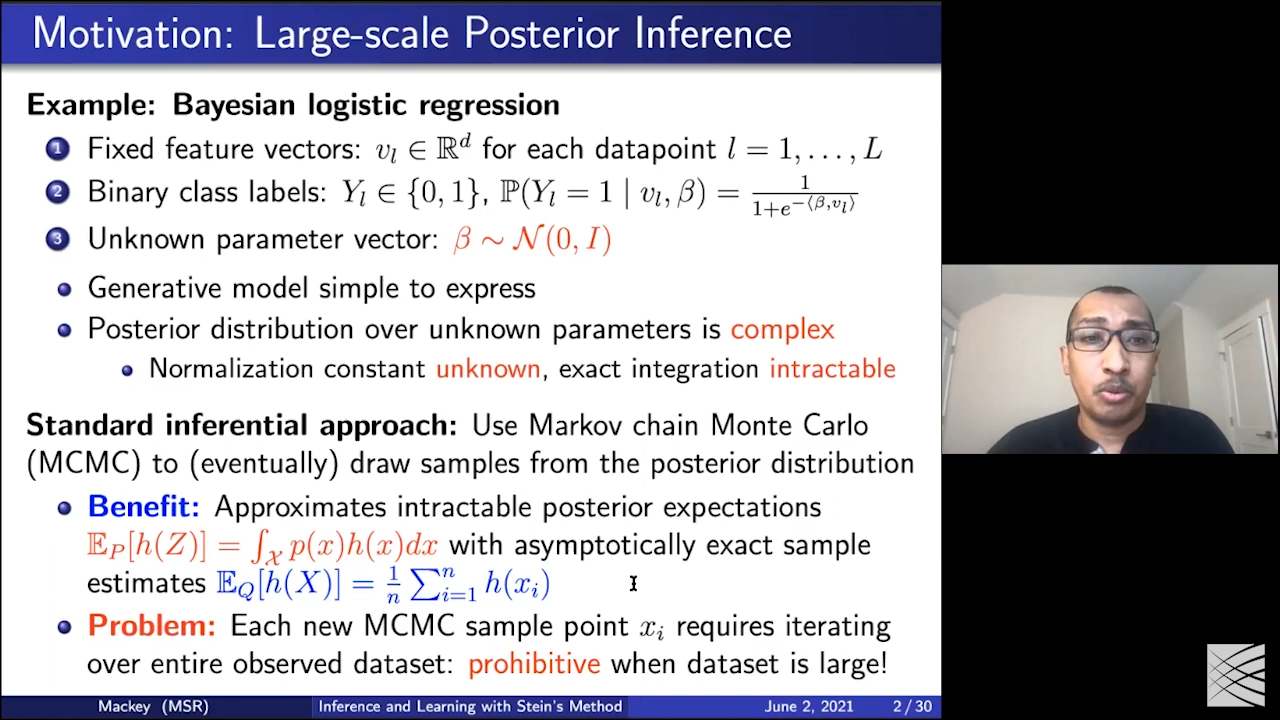 Motivation: Large-scale Posterior Inference
Example: Bayesian logistic regression
1 Fixed feature vectors: v_l ∈ ℝ^d for each datapoint l = 1, . . . , L
2 Binary class labels: Y_l ∈ {0, 1}, ℙ(Y_l = 1 | v_l, β) = 1/(1+e^{−⟨β,v_l⟩})
3 Unknown parameter vector: β ∼ 𝒩(0, I)
• Generative model simple to express
• Posterior distribution over unknown parameters is complex
• Normalization constant unknown, exact integration intractable
Standard inferential approach: Use Markov chain Monte Carlo
(MCMC) to (eventually) draw samples from the posterior distribution
• Benefit: Approximates intractable posterior expectations
𝔼_P[h(Z)] = ∫_𝒳 p(x)h(x)dx with asymptotically exact sample
estimates 𝔼_Q[h(X)] = 1/n ∑_{i=1}^n h(x_i)
• Problem: Each new MCMC sample point x_i requires iterating
over entire observed dataset: prohibitive when dataset is large!
Mackey (MSR) Inference and Learning with Stein's Method June 2, 2021 2 / 30